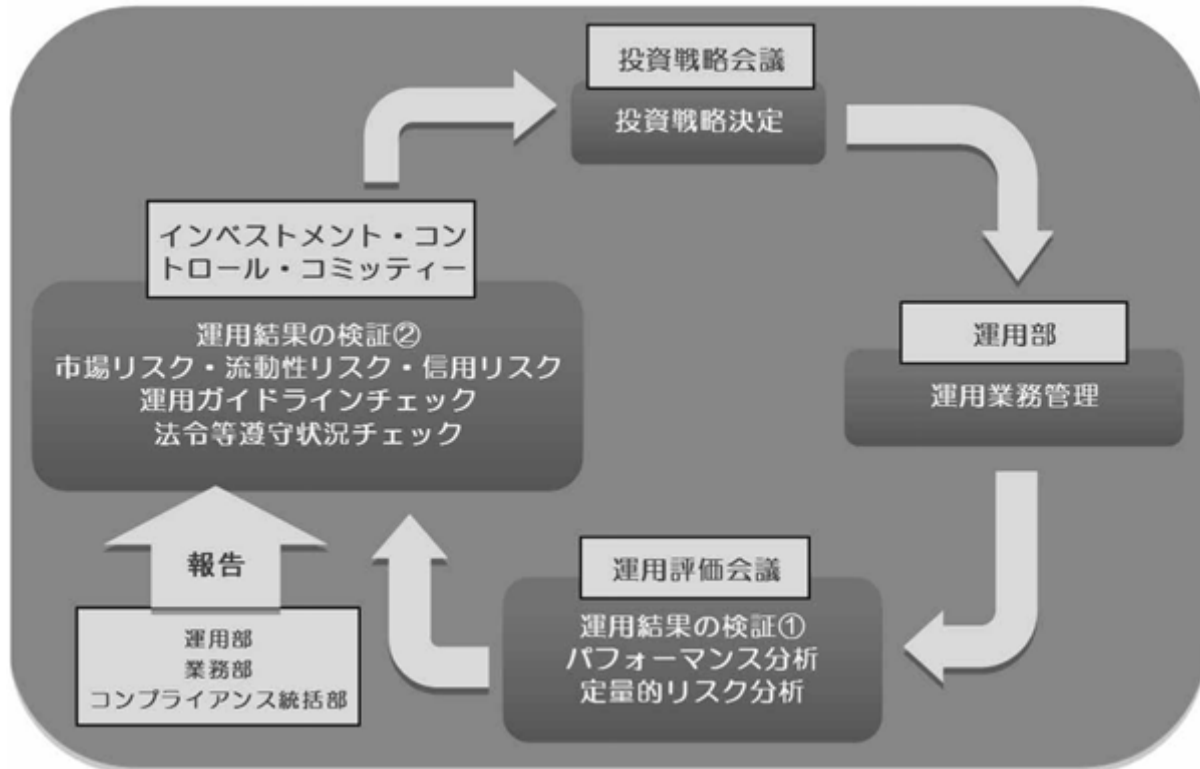 投資戦略会議
投資戦略決定
運用部
運用業務管理
運用評価会議
運用結果の検証①
パフォーマンス分析
定量的リスク分析
インベストメント・コン
トロール・コミッティー
運用結果の検証②
市場リスク・流動性リスク・信用リスク
運用ガイドラインチェック
法令等遵守状況チェック
報告
運用部
業務部
コンプライアンス統括部